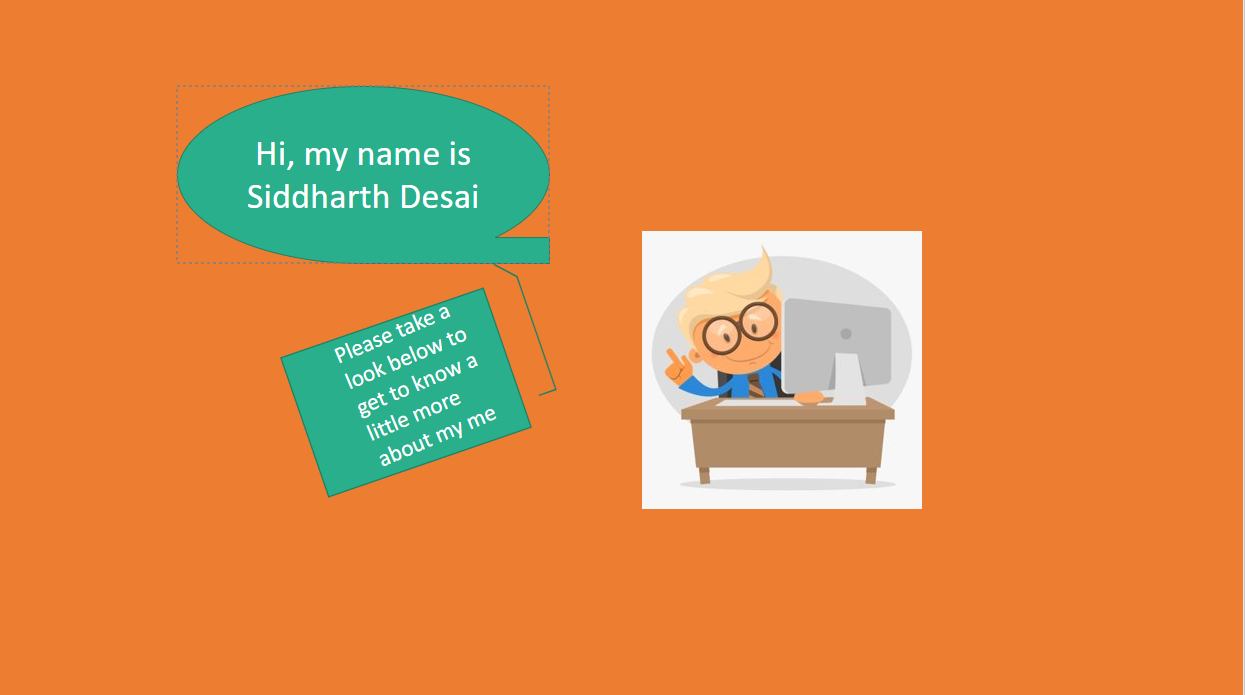 Hi, my name is
Siddharth Desai
Please take a
look below to
get to know a
little more
about my me